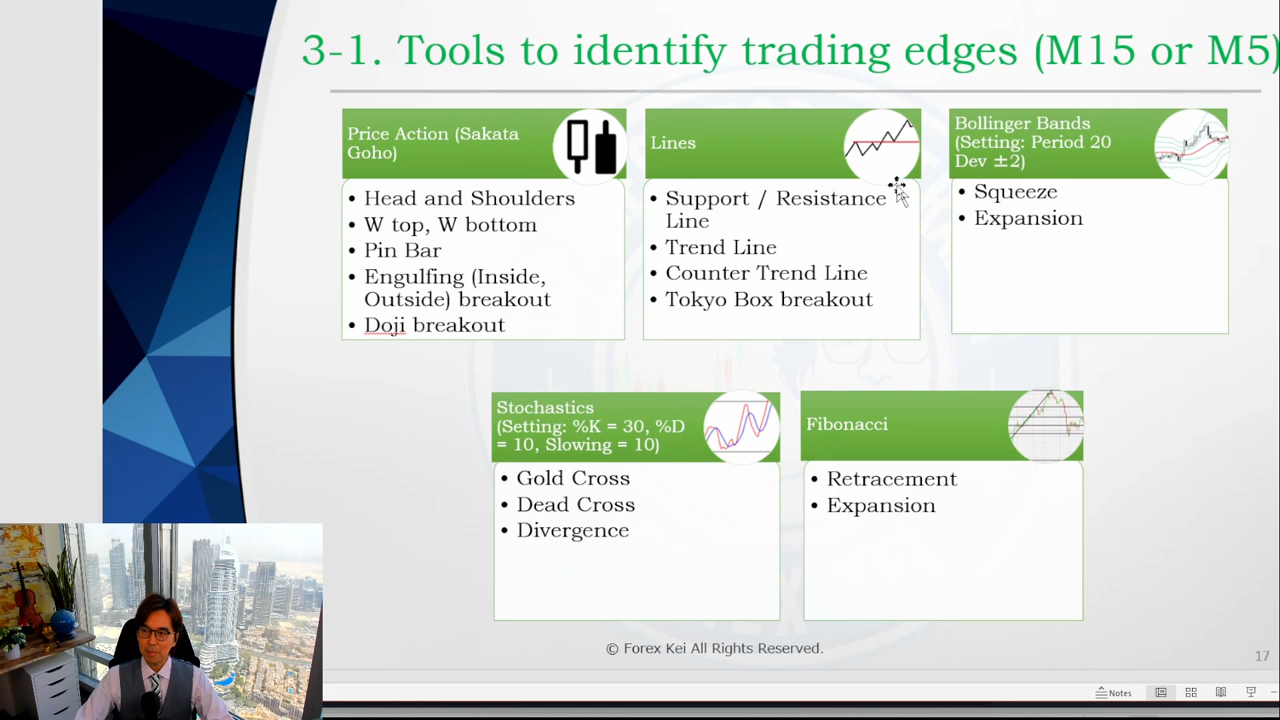 3-1. Tools to identify trading edges (M15 or M5)
Price Action (Sakata
Goho)
• Head and Shoulders
• W top, W bottom
• Pin Bar
• Engulfing (Inside,
Outside) breakout
• Doji breakout
Lines
• Support / Resistance
Line
• Trend Line
• Counter Trend Line
• Tokyo Box breakout
Bollinger Bands
(Setting: Period 20
Dev ±2)
• Squeeze
• Expansion
Stochastics
(Setting: %K = 30, %D
= 10, Slowing = 10)
• Gold Cross
• Dead Cross
• Divergence
Fibonacci
• Retracement
• Expansion
© Forex Kei All Rights Reserved.
17
Notes